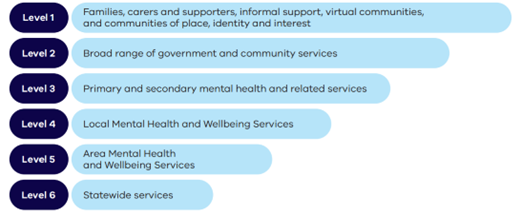 Level 1
Families, carers and supporters, informal support, virtual communities,
and communities of place, identity and interest
Level 2
Broad range of government and community services
Level 3
Primary and secondary mental health and related services
Level 4
Local Mental Health and Wellbeing Services
Level 5
Area Mental Health
and Wellbeing Services
Level 6
Statewide services